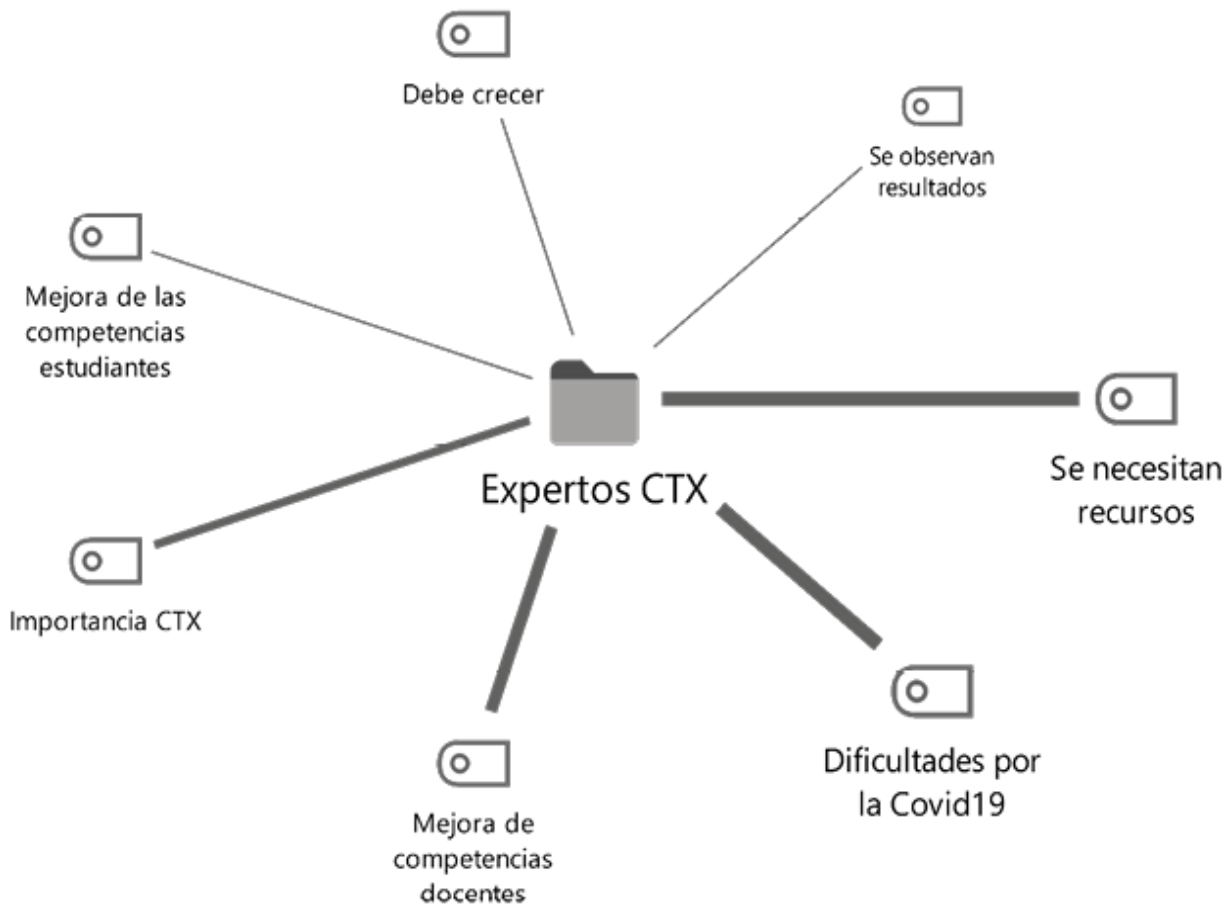 Debe crecer
Se observan
resultados
Mejora de las
competencias
estudiantes
Expertos CTX
Se necesitan
recursos
Importancia CTX
Dificultades por
la Covid19
Mejora de
competencias
docentes